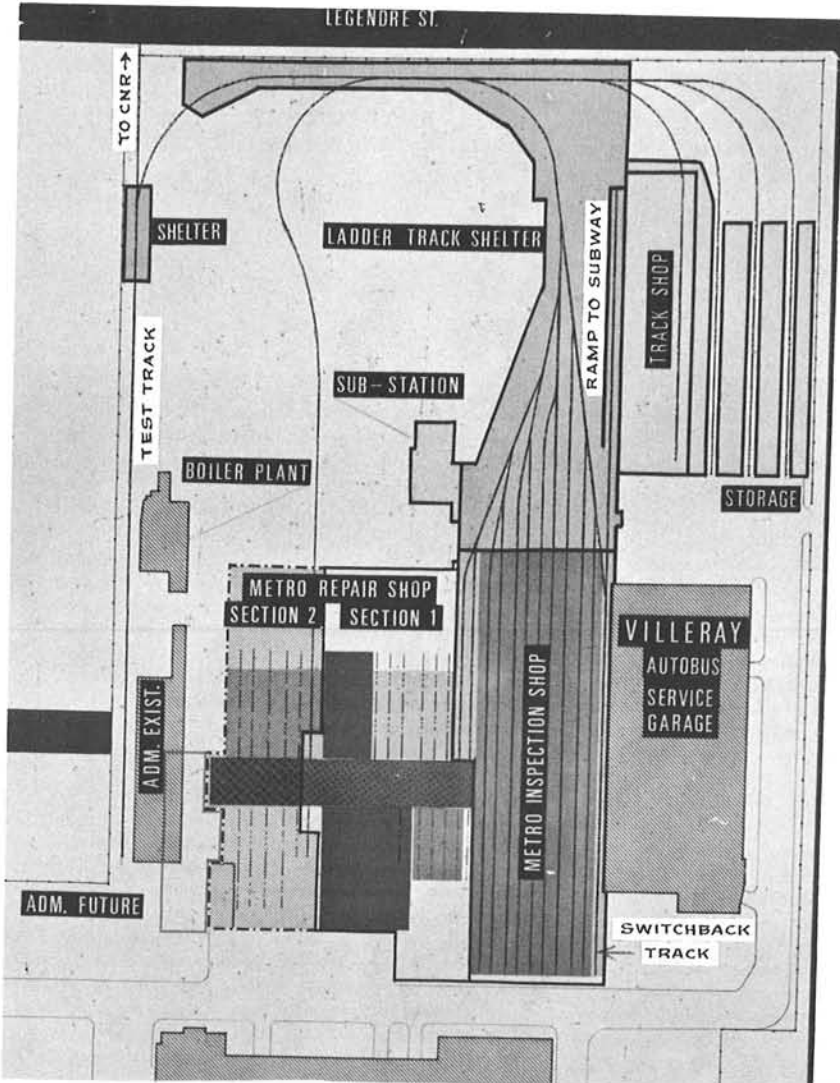 LEGENDRE ST.
TO CNR →
SHELTER
LADDER TRACK SHELTER
RAMP TO SUBWAY
TRACK SHOP
TEST TRACK
SUB-STATION
BOILER PLANT
STORAGE
METRO REPAIR SHOP
SECTION 2 SECTION 1
VILLERAY
AUTOBUS
SERVICE
GARAGE
ADM. EXIST.
METRO INSPECTION SHOP
ADM. FUTURE
SWITCHBACK
TRACK